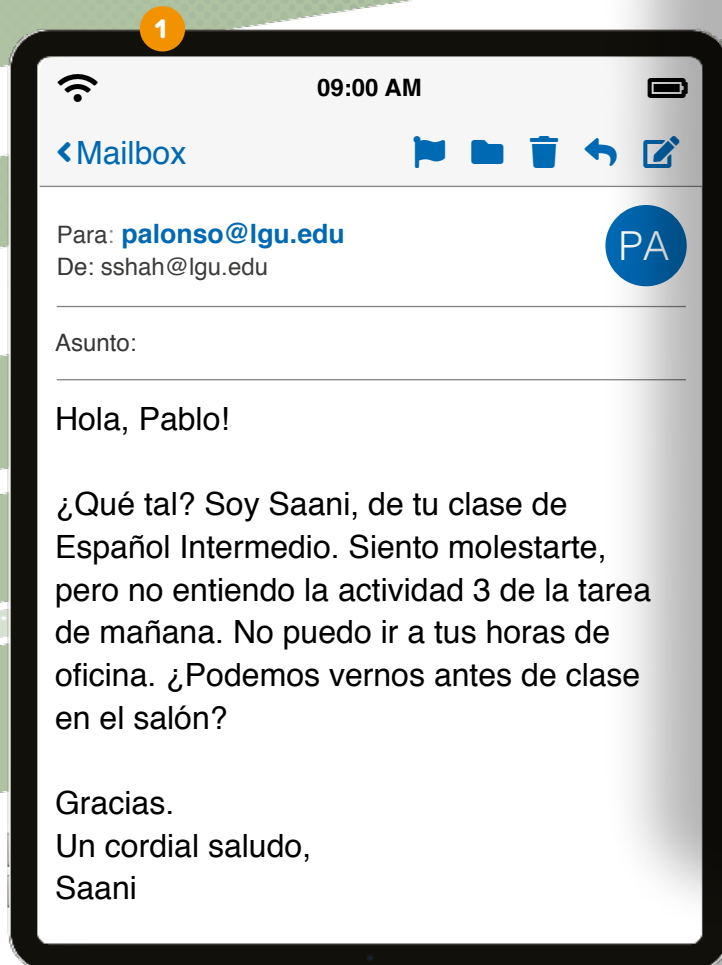 1
09:00 AM
Mailbox
Para: palonso@lgu.edu
PA
De: sshah@lgu.edu
Asunto:
Hola, Pablo!
¿Qué tal? Soy Saani, de tu clase de
Español Intermedio. Siento molestarte,
pero no entiendo la actividad 3 de la tarea
de mañana. No puedo ir a tus horas de
oficina. ¿Podemos vernos antes de clase
en el salón?
Gracias.
Un cordial saludo,
Saani